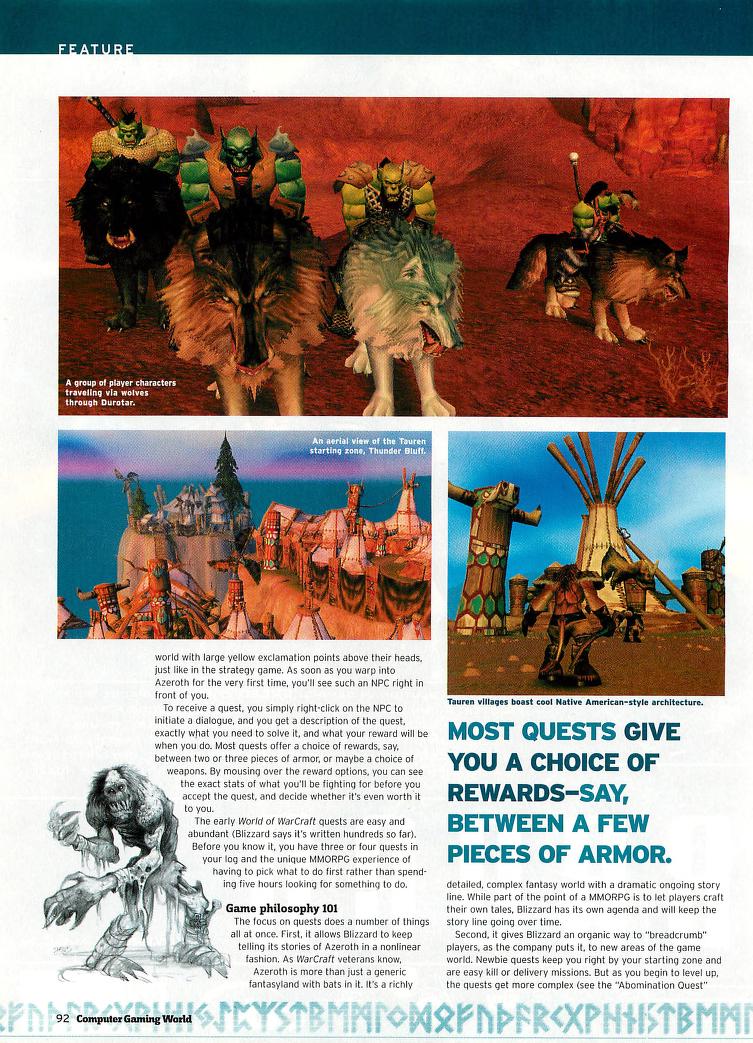 FEATURE
A group of player characters
traveling via wolves
through Durotar.
An aerial view of the Tauren
starting zone, Thunder Bluff.
Tauren villages boast cool Native American-style architecture.
world with large yellow exclamation points above their heads,
just like in the strategy game. As soon as you warp into
Azeroth for the very first time, you'll see such an NPC right in
front of you.
To receive a quest, you simply right-click on the NPC to
initiate a dialogue, and you get a description of the quest,
exactly what you need to solve it, and what your reward will be
when you do. Most quests offer a choice of rewards, say,
between two or three pieces of armor, or maybe a choice of
weapons. By mousing over the reward options, you can see
the exact stats of what you'll be fighting for before you
accept the quest, and decide whether it's even worth it
to you.
The early World of WarCraft quests are easy and
abundant (Blizzard says it's written hundreds so far).
Before you know it, you have three or four quests in
your log and the unique MMORPG experience of
having to pick what to do first rather than spend-
ing five hours looking for something to do.
Game philosophy 101
The focus on quests does a number of things
all at once. First, it allows Blizzard to keep
telling its stories of Azeroth in a nonlinear
fashion. As WarCraft veterans know,
Azeroth is more than just a generic
fantasyland with bats in it. It's a richly
MOST QUESTS GIVE
YOU A CHOICE OF
REWARDS—SAY,
BETWEEN A FEW
PIECES OF ARMOR.
detailed, complex fantasy world with a dramatic ongoing story
line. While part of the point of a MMORPG is to let players craft
their own tales, Blizzard has its own agenda and will keep the
story line going over time.
Second, it gives Blizzard an organic way to "breadcrumb"
players, as the company puts it, to new areas of the game
world. Newbie quests keep you right by your starting zone and
are easy kill or delivery missions. But as you begin to level up,
the quests get more complex (see the "Abomination Quest"
92 Computer Gaming World